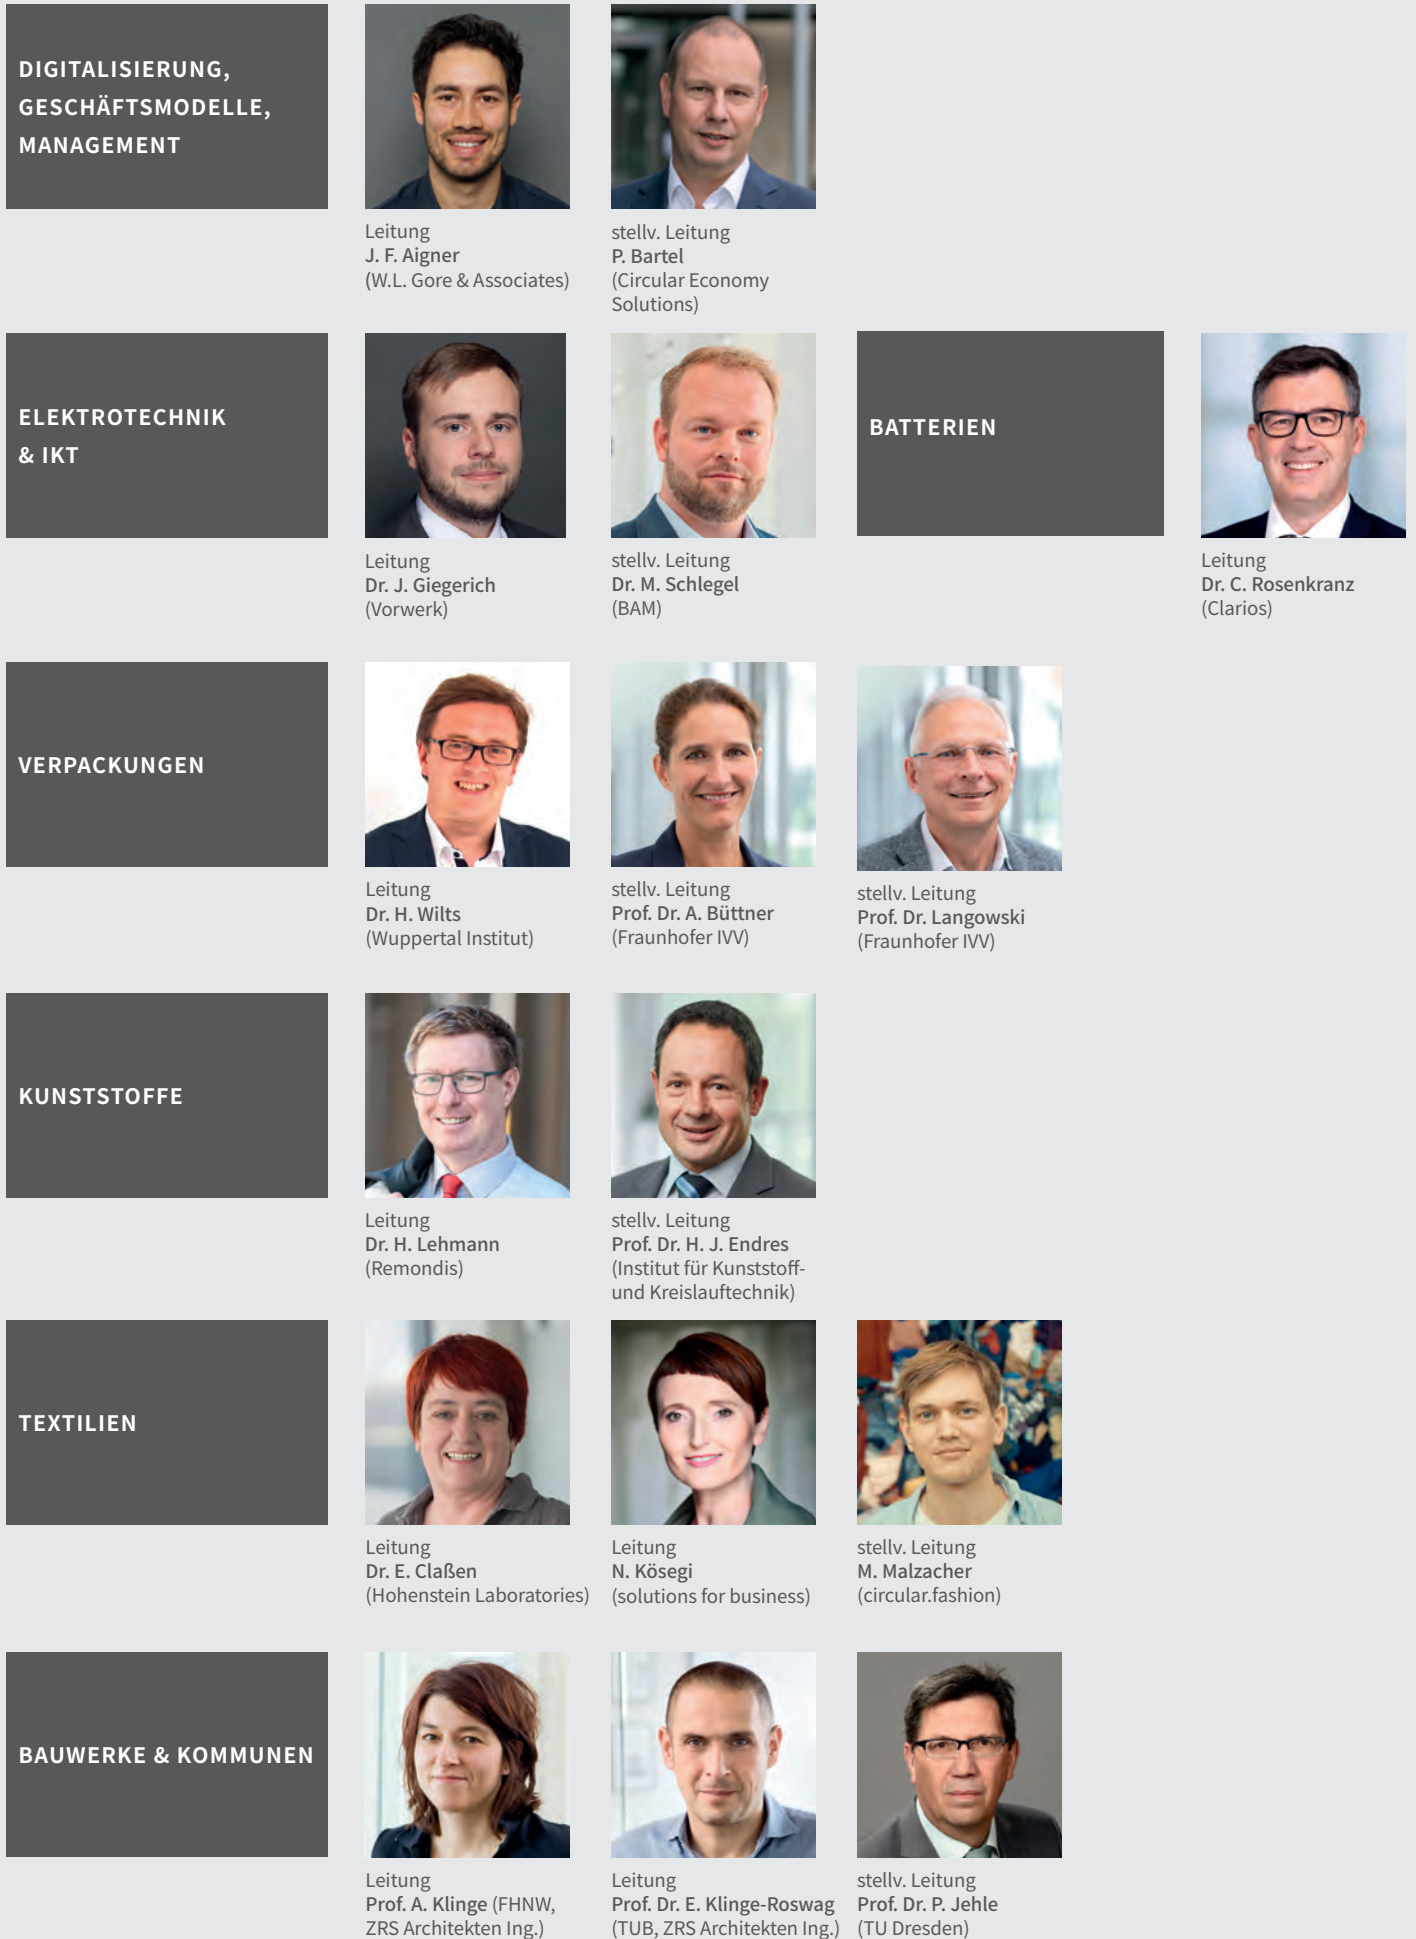 DIGITALISIERUNG,
GESCHÄFTSMODELLE,
MANAGEMENT
Leitung
J. F. Aigner
(W.L. Gore & Associates)
stellv. Leitung
P. Bartel
(Circular Economy
Solutions)
ELEKTROTECHNIK
& IKT
Leitung
Dr. J. Giegerich
(Vorwerk)
stellv. Leitung
Dr. M. Schlegel
(BAM)
BATTERIEN
Leitung
Dr. C. Rosenkranz
(Clarios)
VERPACKUNGEN
Leitung
Dr. H. Wilts
(Wuppertal Institut)
stellv. Leitung
Prof. Dr. A. Büttner
(Fraunhofer IVV)
stellv. Leitung
Prof. Dr. Langowski
(Fraunhofer IVV)
KUNSTSTOFFE
Leitung
Dr. H. Lehmann
(Remondis)
stellv. Leitung
Prof. Dr. H. J. Endres
(Institut für Kunststoff-
und Kreislauftechnik)
TEXTILIEN
Leitung
Dr. E. Claßen
(Hohenstein Laboratories)
Leitung
N. Kösegi
(solutions for business)
stellv. Leitung
M. Malzacher
(circular.fashion)
BAUWERKE & KOMMUNEN
Leitung
Prof. A. Klinge (FHNW,
ZRS Architekten Ing.)
Leitung
Prof. Dr. E. Klinge-Roswag
(TUB, ZRS Architekten Ing.)
stellv. Leitung
Prof. Dr. P. Jehle
(TU Dresden)